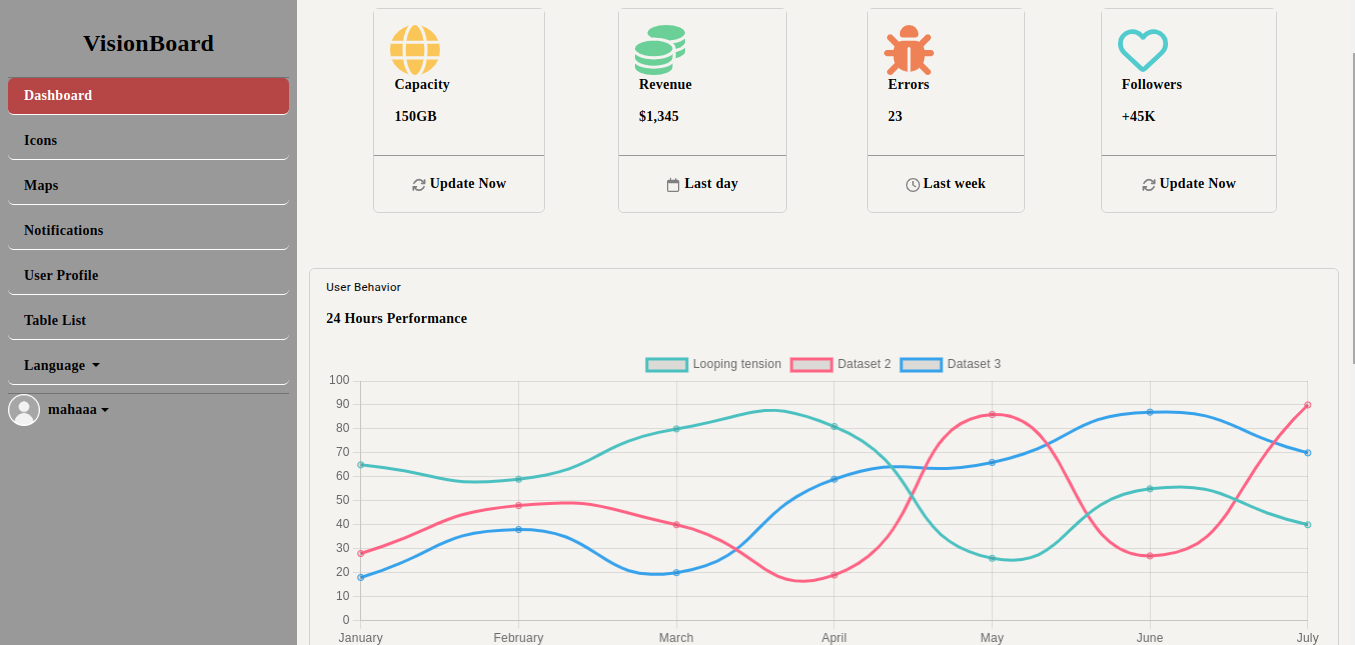 VisionBoard
Dashboard
Icons
Maps
Notifications
User Profile
Table List
Language
mahaaa
Capacity
150GB
Update Now
Revenue
$1,345
Last day
Errors
23
Last week
Followers
+45K
Update Now
User Behavior
24 Hours Performance
Looping tension Dataset 2 Dataset 3
100
90
80
70
60
50
40
30
20
10
0
January February March April May June July